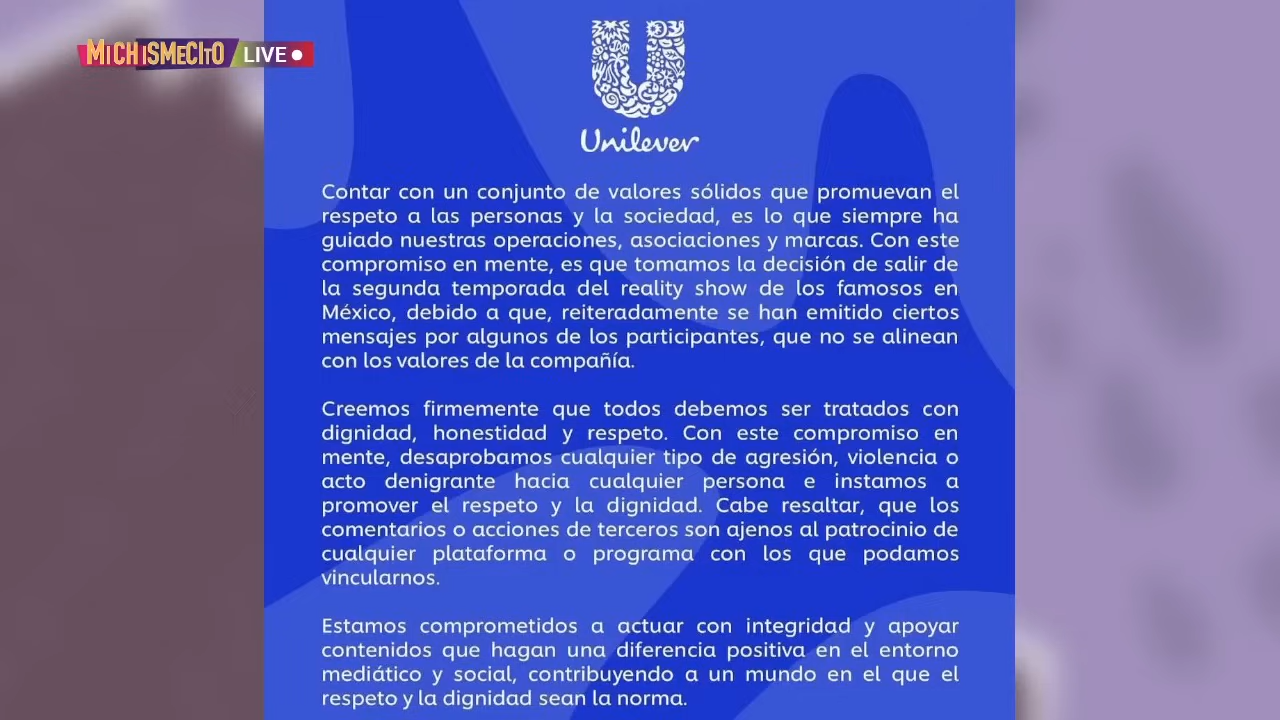 MICHISMECITO LIVE
Unilever
Contar con un conjunto de valores sólidos que promuevan el
respeto a las personas y la sociedad, es lo que siempre ha
guiado nuestras operaciones, asociaciones y marcas. Con este
compromiso en mente, es que tomamos la decisión de salir de
la segunda temporada del reality show de los famosos en
México, debido a que, reiteradamente se han emitido ciertos
mensajes por algunos de los participantes, que no se alinean
con los valores de la compañía.
Creemos firmemente que todos debemos ser tratados con
dignidad, honestidad y respeto. Con este compromiso en
mente, desaprobamos cualquier tipo de agresión, violencia o
acto denigrante hacia cualquier persona e instamos a
promover el respeto y la dignidad. Cabe resaltar, que los
comentarios o acciones de terceros son ajenos al patrocinio de
cualquier plataforma o programa con los que podamos
vincularnos.
Estamos comprometidos a actuar con integridad y apoyar
contenidos que hagan una diferencia positiva en el entorno
mediático y social, contribuyendo a un mundo en el que el
respeto y la dignidad sean la norma.